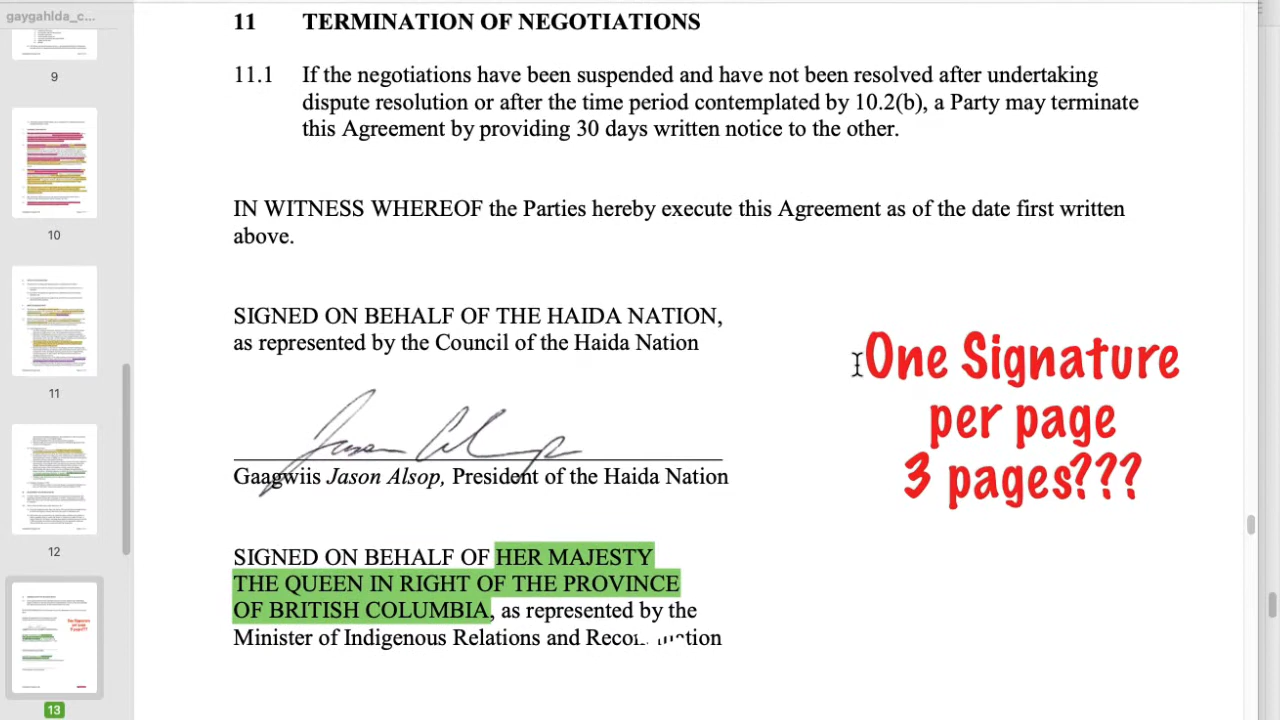 gaygahlda_c...
9
10
11
12
13
11 TERMINATION OF NEGOTIATIONS
11.1 If the negotiations have been suspended and have not been resolved after undertaking
dispute resolution or after the time period contemplated by 10.2(b), a Party may terminate
this Agreement by providing 30 days written notice to the other.
IN WITNESS WHEREOF the Parties hereby execute this Agreement as of the date first written
above.
SIGNED ON BEHALF OF THE HAIDA NATION,
as represented by the Council of the Haida Nation
Gaagwiis Jason Alsop, President of the Haida Nation
SIGNED ON BEHALF OF HER MAJESTY
THE QUEEN IN RIGHT OF THE PROVINCE
OF BRITISH COLUMBIA, as represented by the
Minister of Indigenous Relations and
One Signature
per page
3 pages???